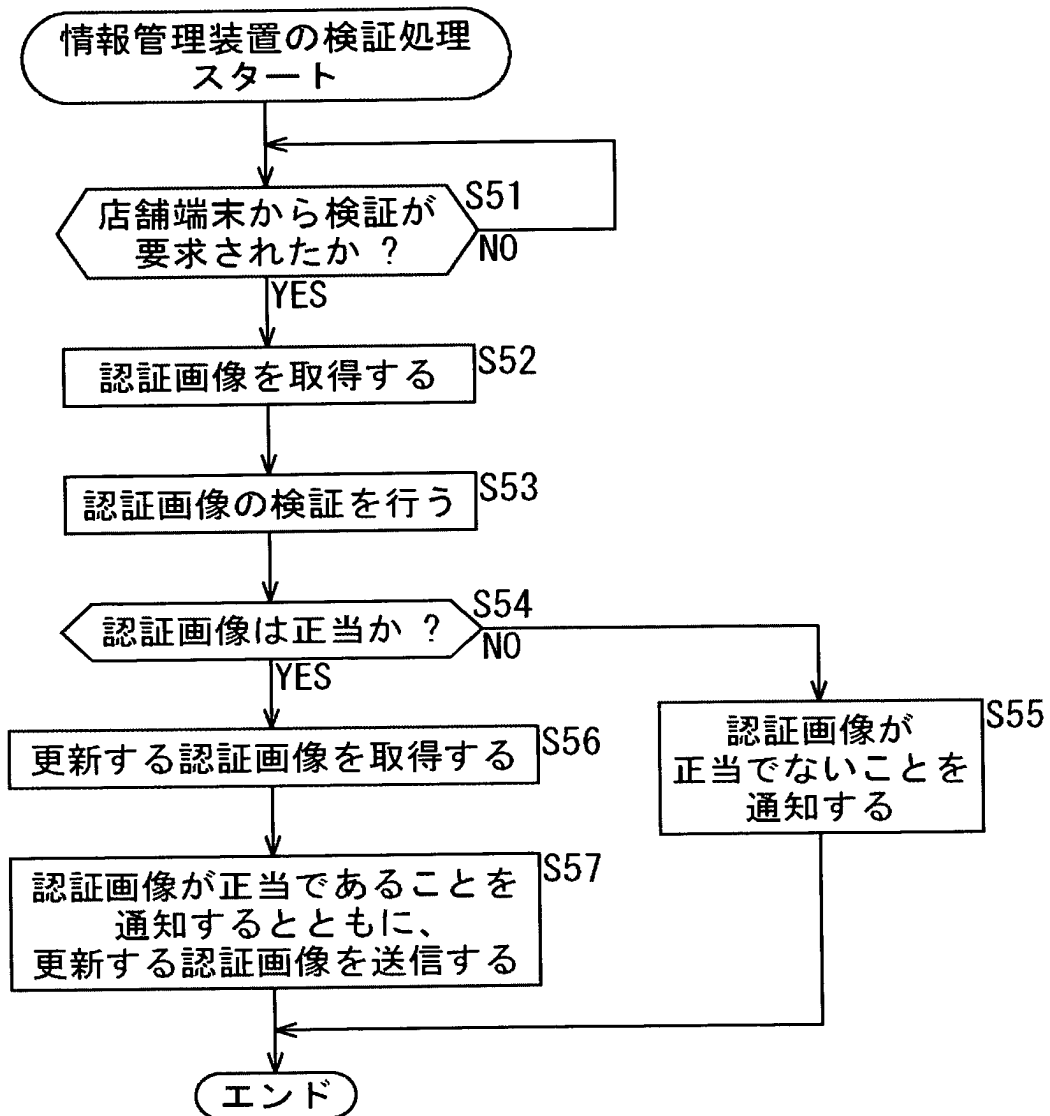 情報管理装置の検証処理
スタート
店舗端末から検証が
要求されたか ?
S51
NO
YES
認証画像を取得する
S52
認証画像の検証を行う
S53
認証画像は正当か ?
S54
NO
YES
更新する認証画像を取得する
S56
認証画像が
正当でないことを
通知する
S55
認証画像が正当であることを
通知するとともに、
更新する認証画像を送信する
S57
エンド